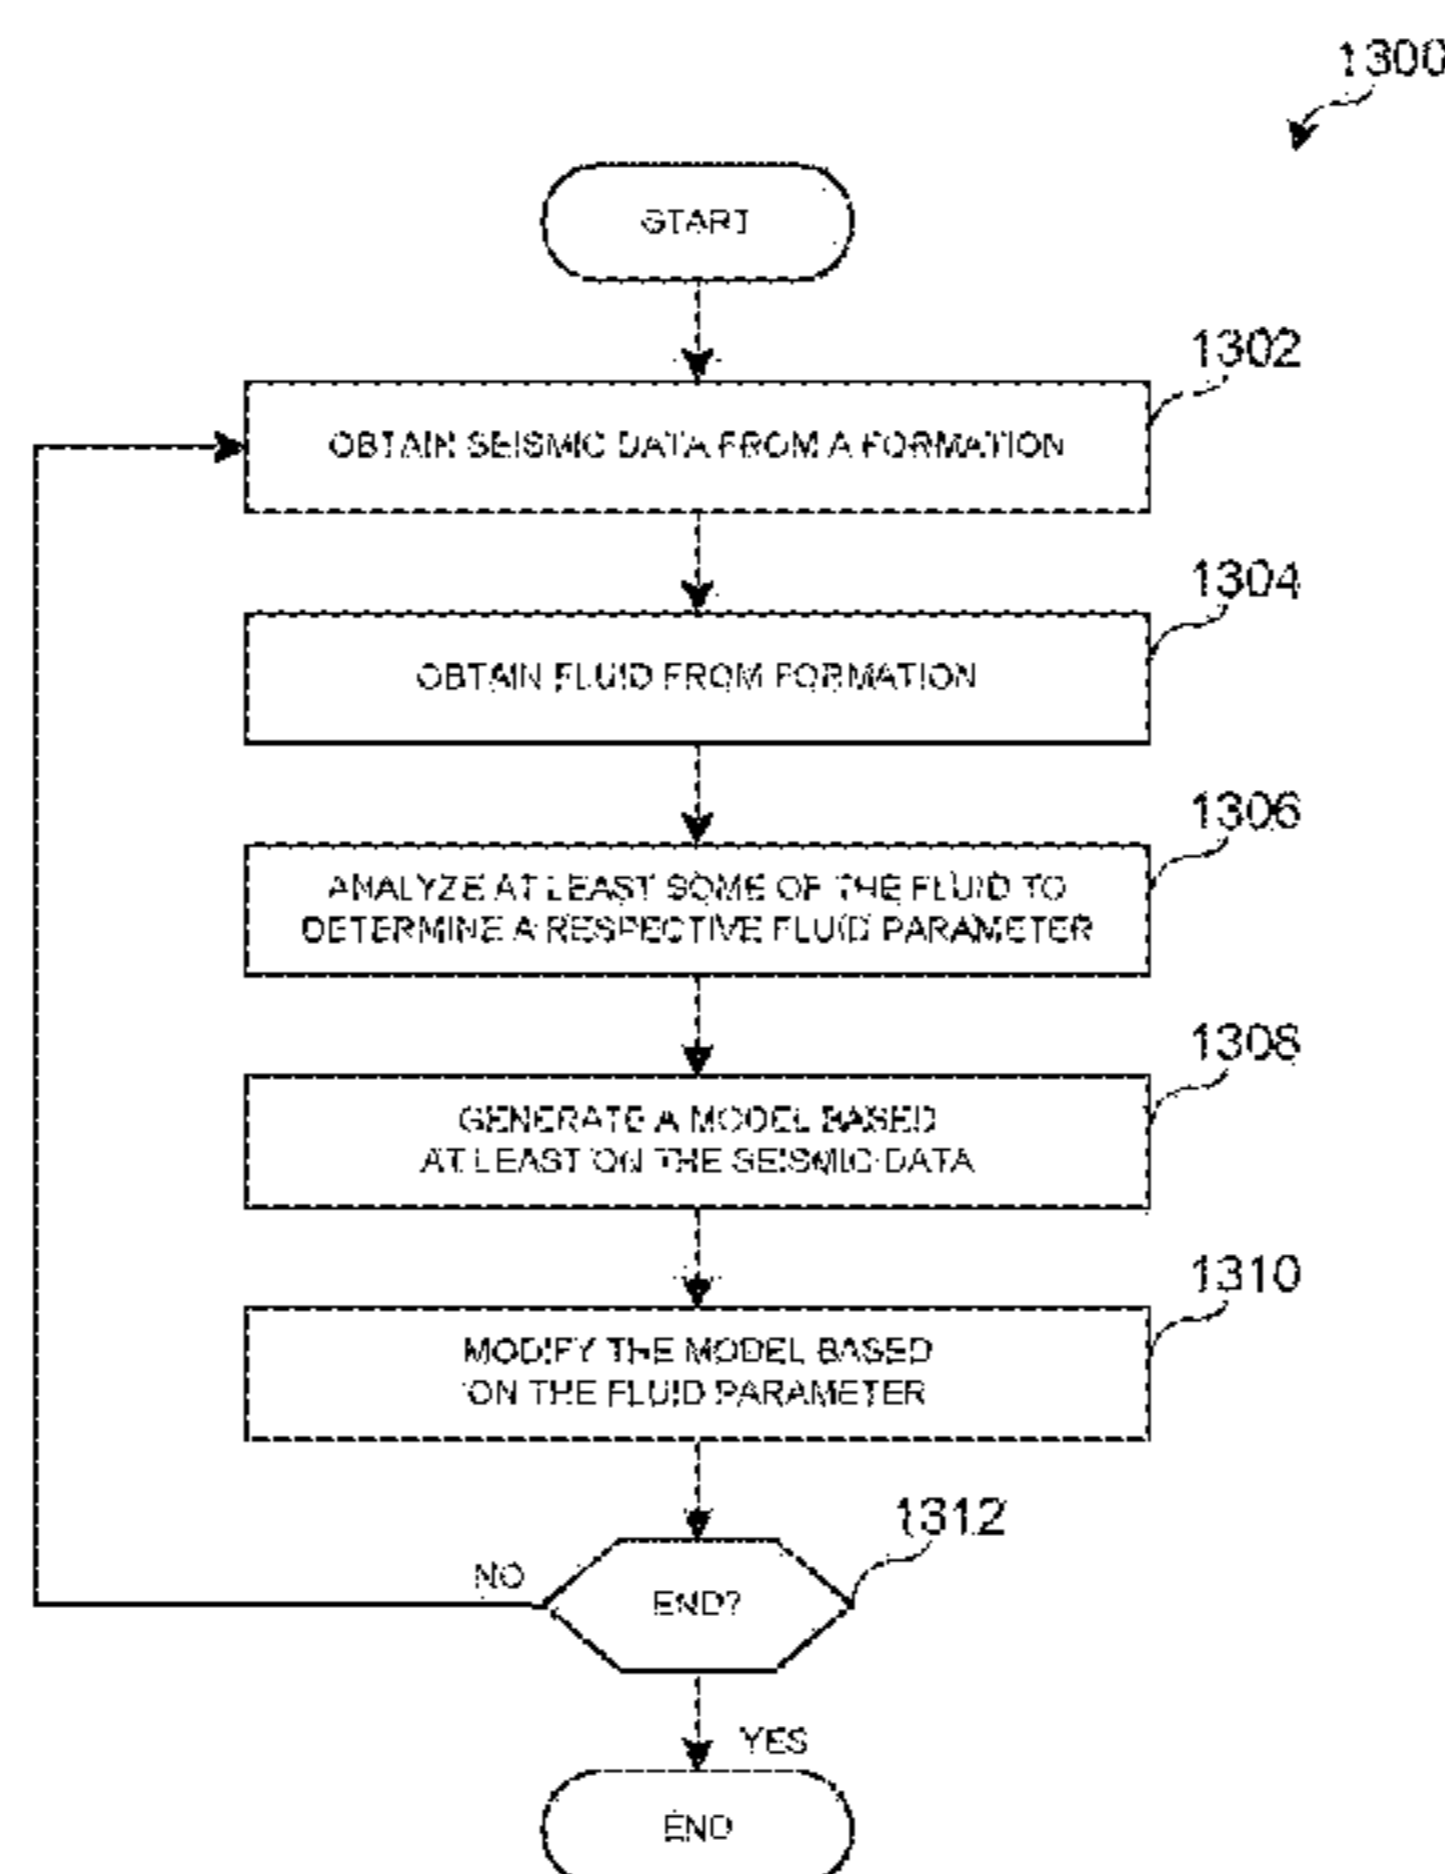 1300
START
1302
OBTAIN SEISMIC DATA FROM A FORMATION
1304
OBTAIN FLUID FROM FORMATION
1306
ANALYZE AT LEAST SOME OF THE FLUID TO
DETERMINE A RESPECTIVE FLUID PARAMETER
1308
GENERATE A MODEL BASED
AT LEAST ON THE SEISMIC DATA
1310
MODIFY THE MODEL BASED
ON THE FLUID PARAMETER
1312
NO
END?
YES
END